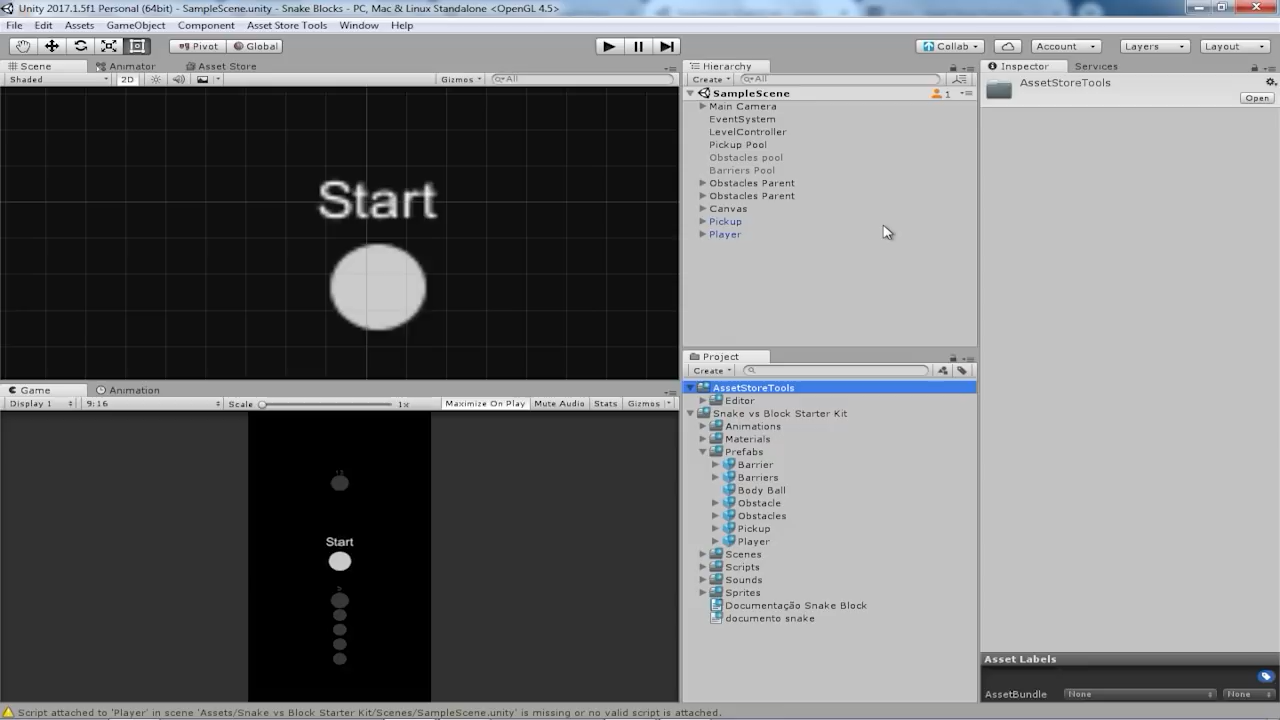 Unity 2017.1.5f1 Personal (64bit) - SampleScene.unity - Snake Blocks - PC, Mac & Linux Standalone <OpenGL 4.5>
File Edit Assets GameObject Component Asset Store Tools Window Help
Pivot Global Collab Account Layers Layout
Scene Animator Asset Store
Shaded 2D Gizmos All
Start
Game Animation
Display 1 9:16 Scale 1x Maximize On Play Mute Audio Stats Gizmos
Start
Hierarchy
Create All
SampleScene 1
Main Camera
EventSystem
LevelController
Pickup Pool
Obstacles pool
Barriers Pool
Obstacles Parent
Obstacles Parent
Canvas
Pickup
Player
Project
Create
AssetStoreTools
Editor
Snake vs Block Starter Kit
Animations
Materials
Prefabs
Barrier
Barriers
Body Ball
Obstacle
Obstacles
Pickup
Player
Scenes
Scripts
Sounds
Sprites
Documentação Snake Block
documento snake
Inspector Services
AssetStoreTools
Open
Asset Labels
AssetBundle None None
Script attached to 'Player' in scene 'Assets/Snake vs Block Starter Kit/Scenes/SampleScene.unity' is missing or no valid script is attached.